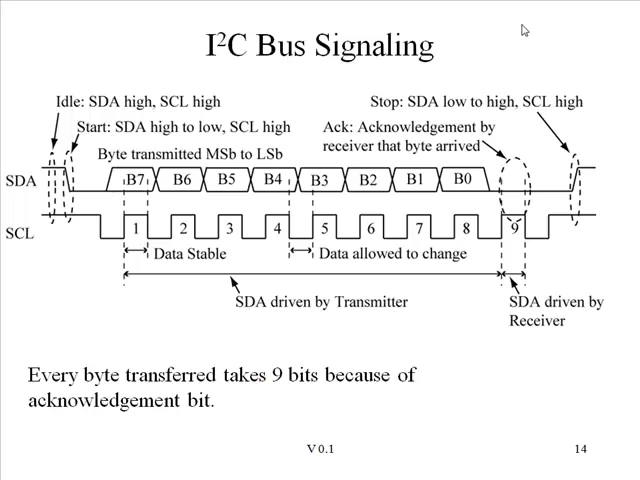 I²C Bus Signaling
Idle: SDA high, SCL high
Stop: SDA low to high, SCL high
Start: SDA high to low, SCL high
Ack: Acknowledgement by
receiver that byte arrived
Byte transmitted MSb to LSb
SDA
B7 B6 B5 B4 B3 B2 B1 B0
SCL
1 2 3 4 5 6 7 8 9
Data Stable
Data allowed to change
SDA driven by Transmitter
SDA driven by
Receiver
Every byte transferred takes 9 bits because of
acknowledgement bit.
V 0.1
14